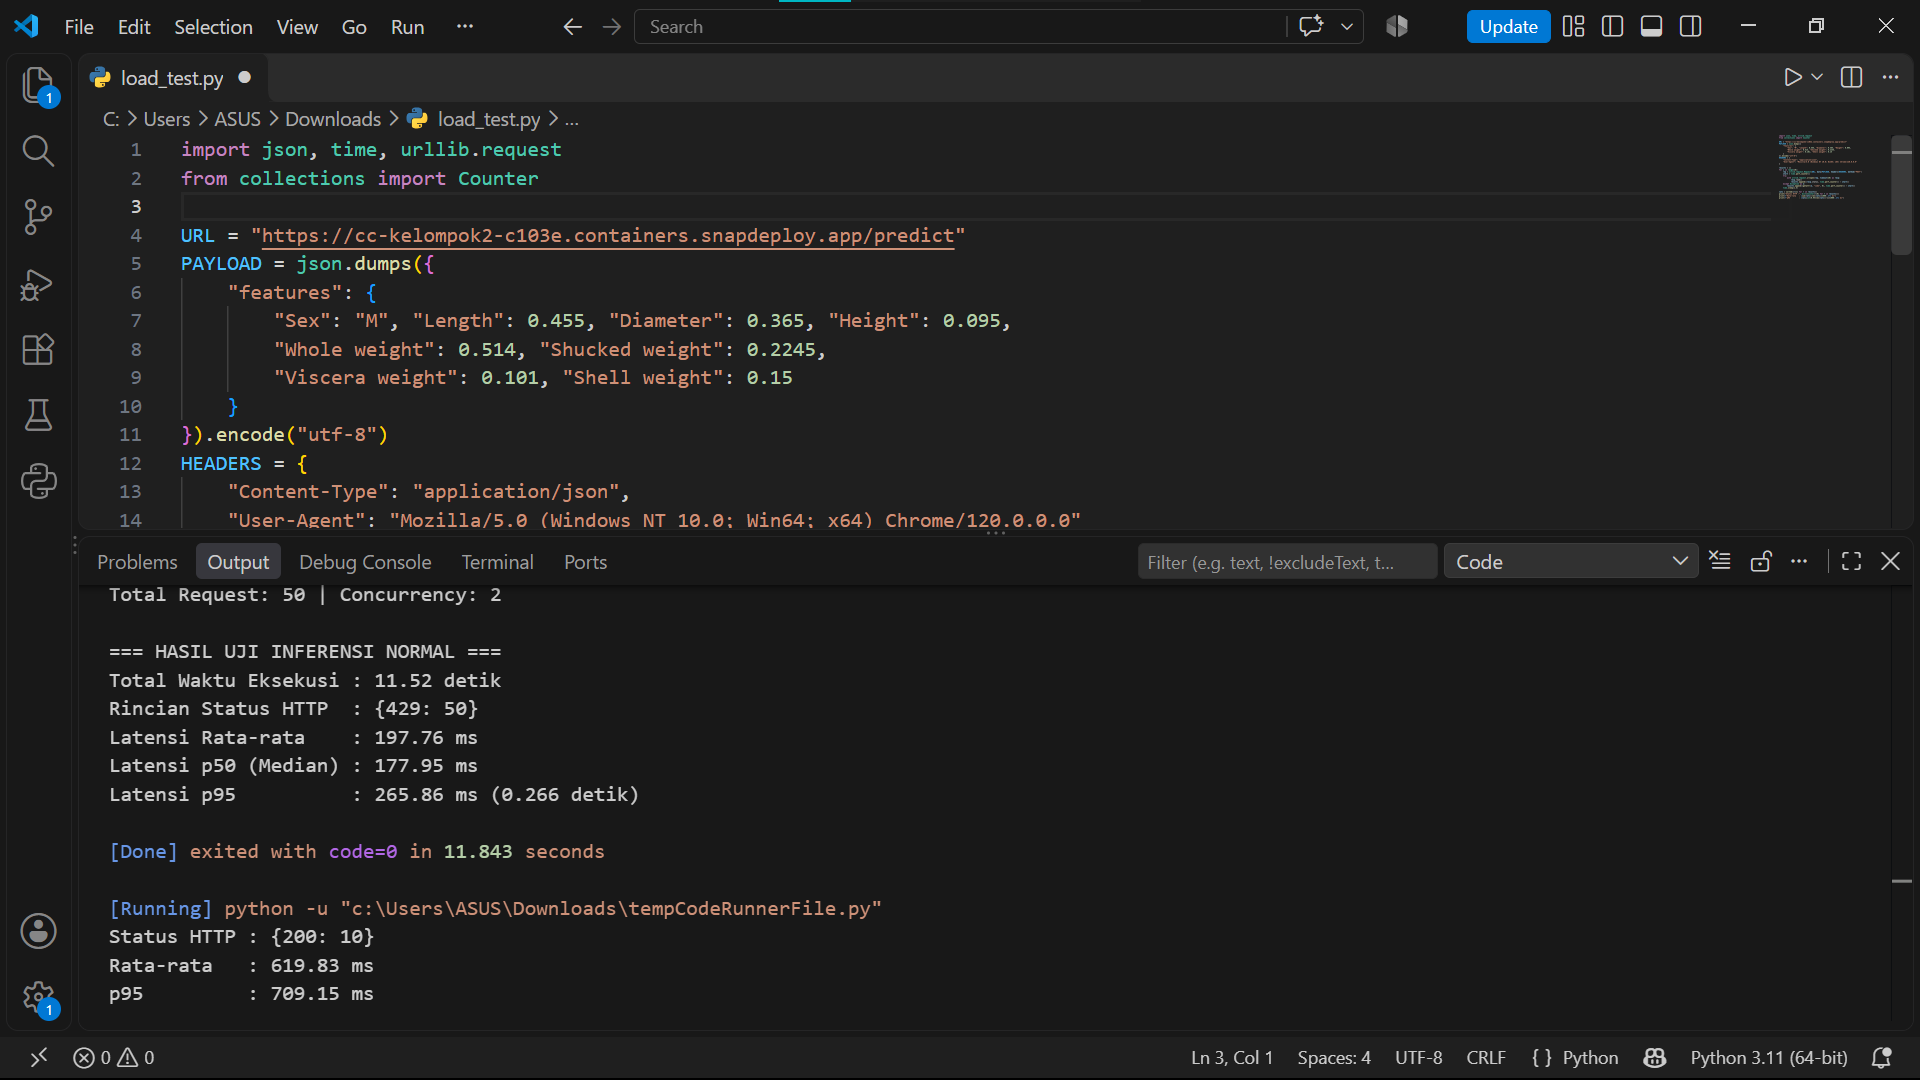 File Edit Selection View Go Run ··· Search Update
load_test.py
C: > Users > ASUS > Downloads > load_test.py > ...
1 import json, time, urllib.request
2 from collections import Counter
3
4 URL = "https://cc-kelompok2-c103e.containers.snapdeploy.app/predict"
5 PAYLOAD = json.dumps({
6 "features": {
7 "Sex": "M", "Length": 0.455, "Diameter": 0.365, "Height": 0.095,
8 "Whole weight": 0.514, "Shucked weight": 0.2245,
9 "Viscera weight": 0.101, "Shell weight": 0.15
10 }
11 }).encode("utf-8")
12 HEADERS = {
13 "Content-Type": "application/json",
14 "User-Agent": "Mozilla/5.0 (Windows NT 10.0; Win64; x64) Chrome/120.0.0.0"
1
Problems Output Debug Console Terminal Ports Filter (e.g. text, !excludeText, t... Code
Total Request: 50 | Concurrency: 2
=== HASIL UJI INFERENSI NORMAL ===
Total Waktu Eksekusi : 11.52 detik
Rincian Status HTTP : {429: 50}
Latensi Rata-rata : 197.76 ms
Latensi p50 (Median) : 177.95 ms
Latensi p95 : 265.86 ms (0.266 detik)
[Done] exited with code=0 in 11.843 seconds
[Running] python -u "c:\Users\ASUS\Downloads\tempCodeRunnerFile.py"
Status HTTP : {200: 10}
Rata-rata : 619.83 ms
p95 : 709.15 ms
1
0 0 Ln 3, Col 1 Spaces: 4 UTF-8 CRLF { } Python Python 3.11 (64-bit)